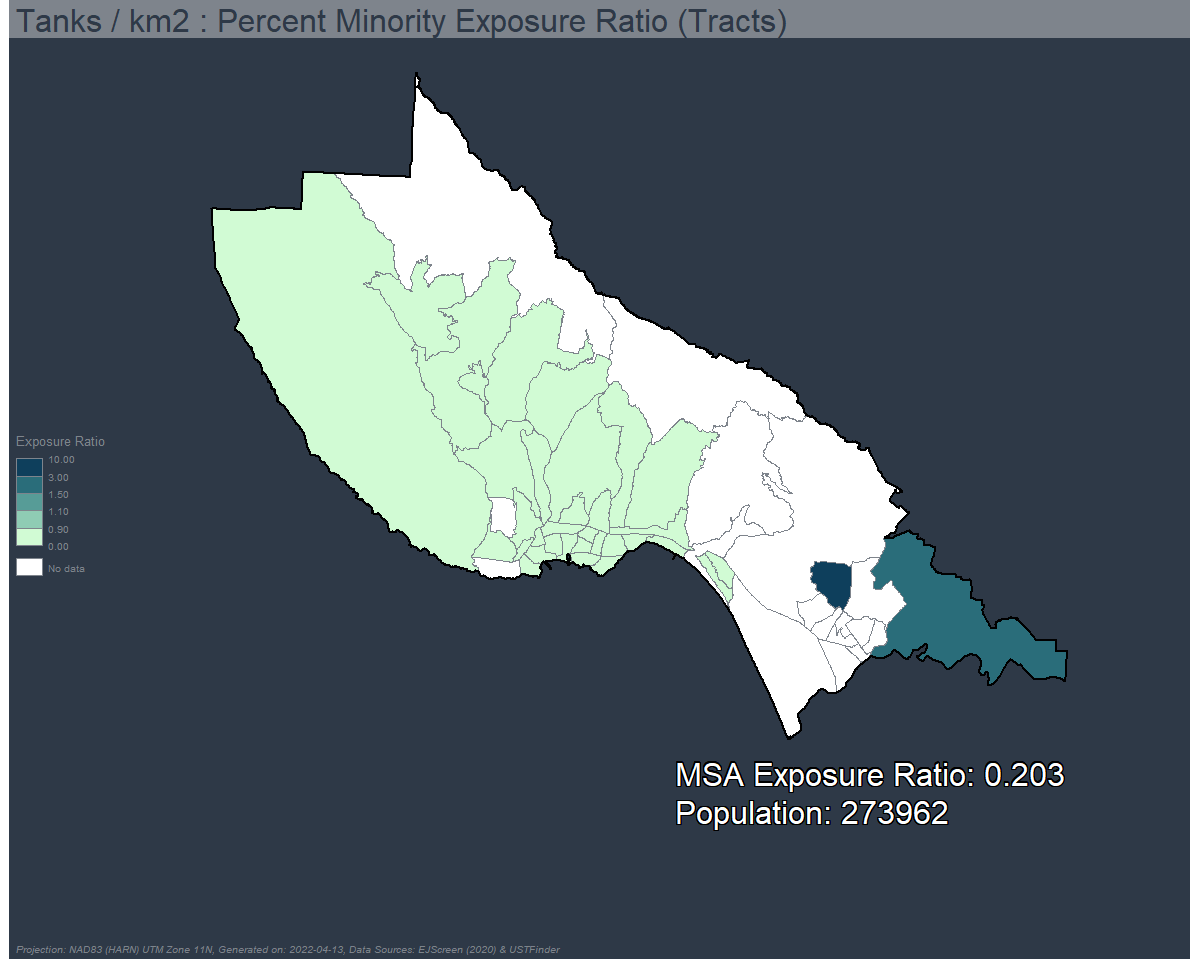 Tanks / km2 : Percent Minority Exposure Ratio (Tracts)
Exposure Ratio
10.00
3.00
1.50
1.10
0.90
0.00
No data
MSA Exposure Ratio: 0.203
Population: 273962
Projection: NAD83 (HARN) UTM Zone 11N, Generated on: 2022-04-13, Data Sources: EJScreen (2020) & USTFinder